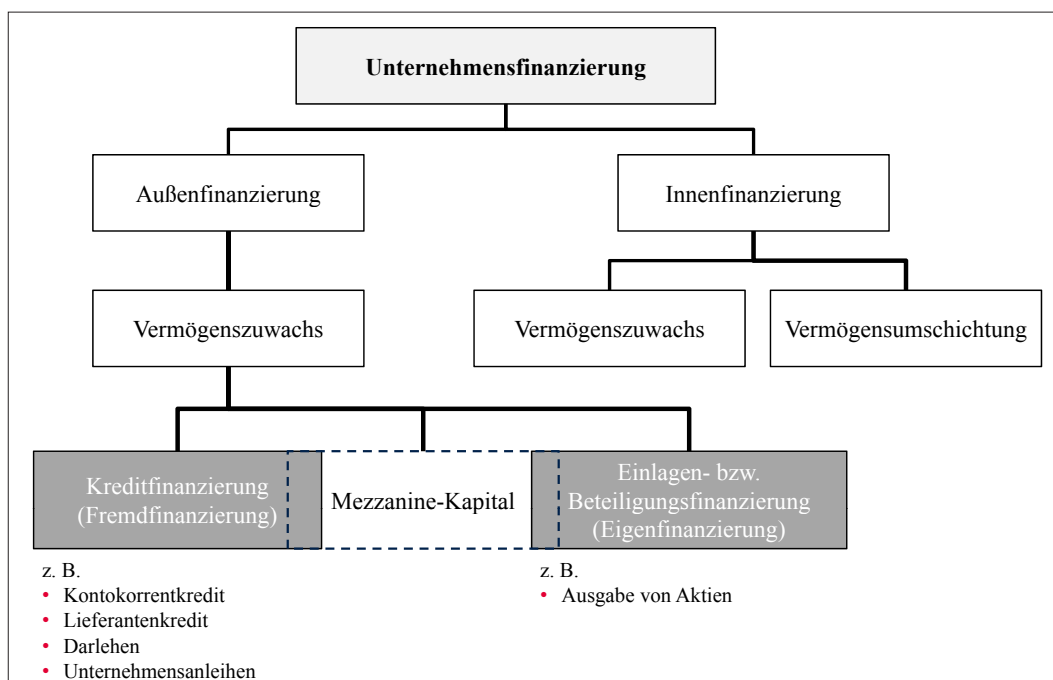 Unternehmensfinanzierung
Außenfinanzierung
Innenfinanzierung
Vermögenszuwachs
Vermögenszuwachs
Vermögensumschichtung
Kreditfinanzierung
(Fremdfinanzierung)
Mezzanine-Kapital
Einlagen- bzw.
Beteiligungsfinanzierung
(Eigenfinanzierung)
z. B.
• Kontokorrentkredit
• Lieferantenkredit
• Darlehen
• Unternehmensanleihen
z. B.
• Ausgabe von Aktien